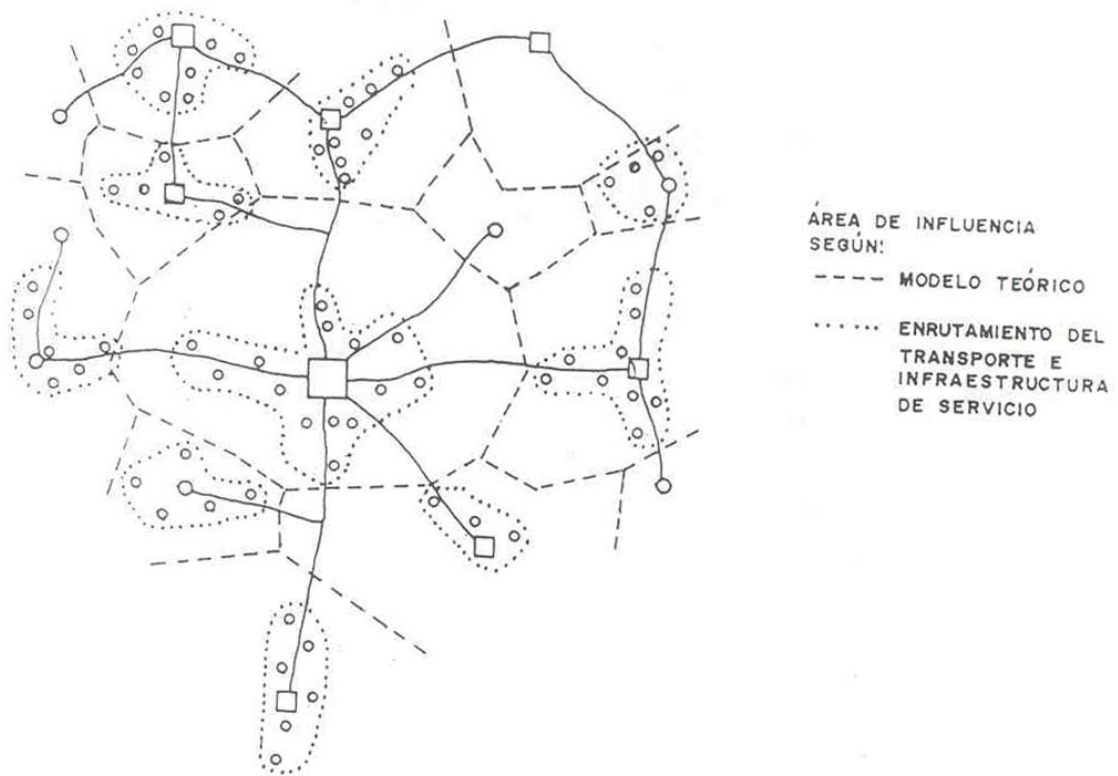 ÁREA DE INFLUENCIA
SEGÚN:
MODELO TEÓRICO
ENRUTAMIENTO DEL
TRANSPORTE E
INFRAESTRUCTURA
DE SERVICIO